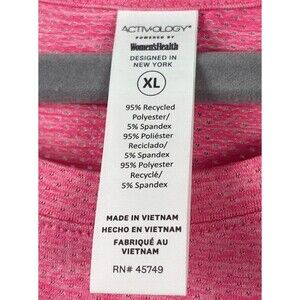 ACTIVOLOGY®
POWERED BY
Women'sHealth
DESIGNED IN
NEW YORK
XL
95% Recycled
Polyester/
5% Spandex
95% Poliéster
Reciclado/
5% Spandex
95% Polyester
Recyclé/
5% Spandex
MADE IN VIETNAM
HECHO EN VIETNAM
FABRIQUÉ AU
VIETNAM
RN# 45749